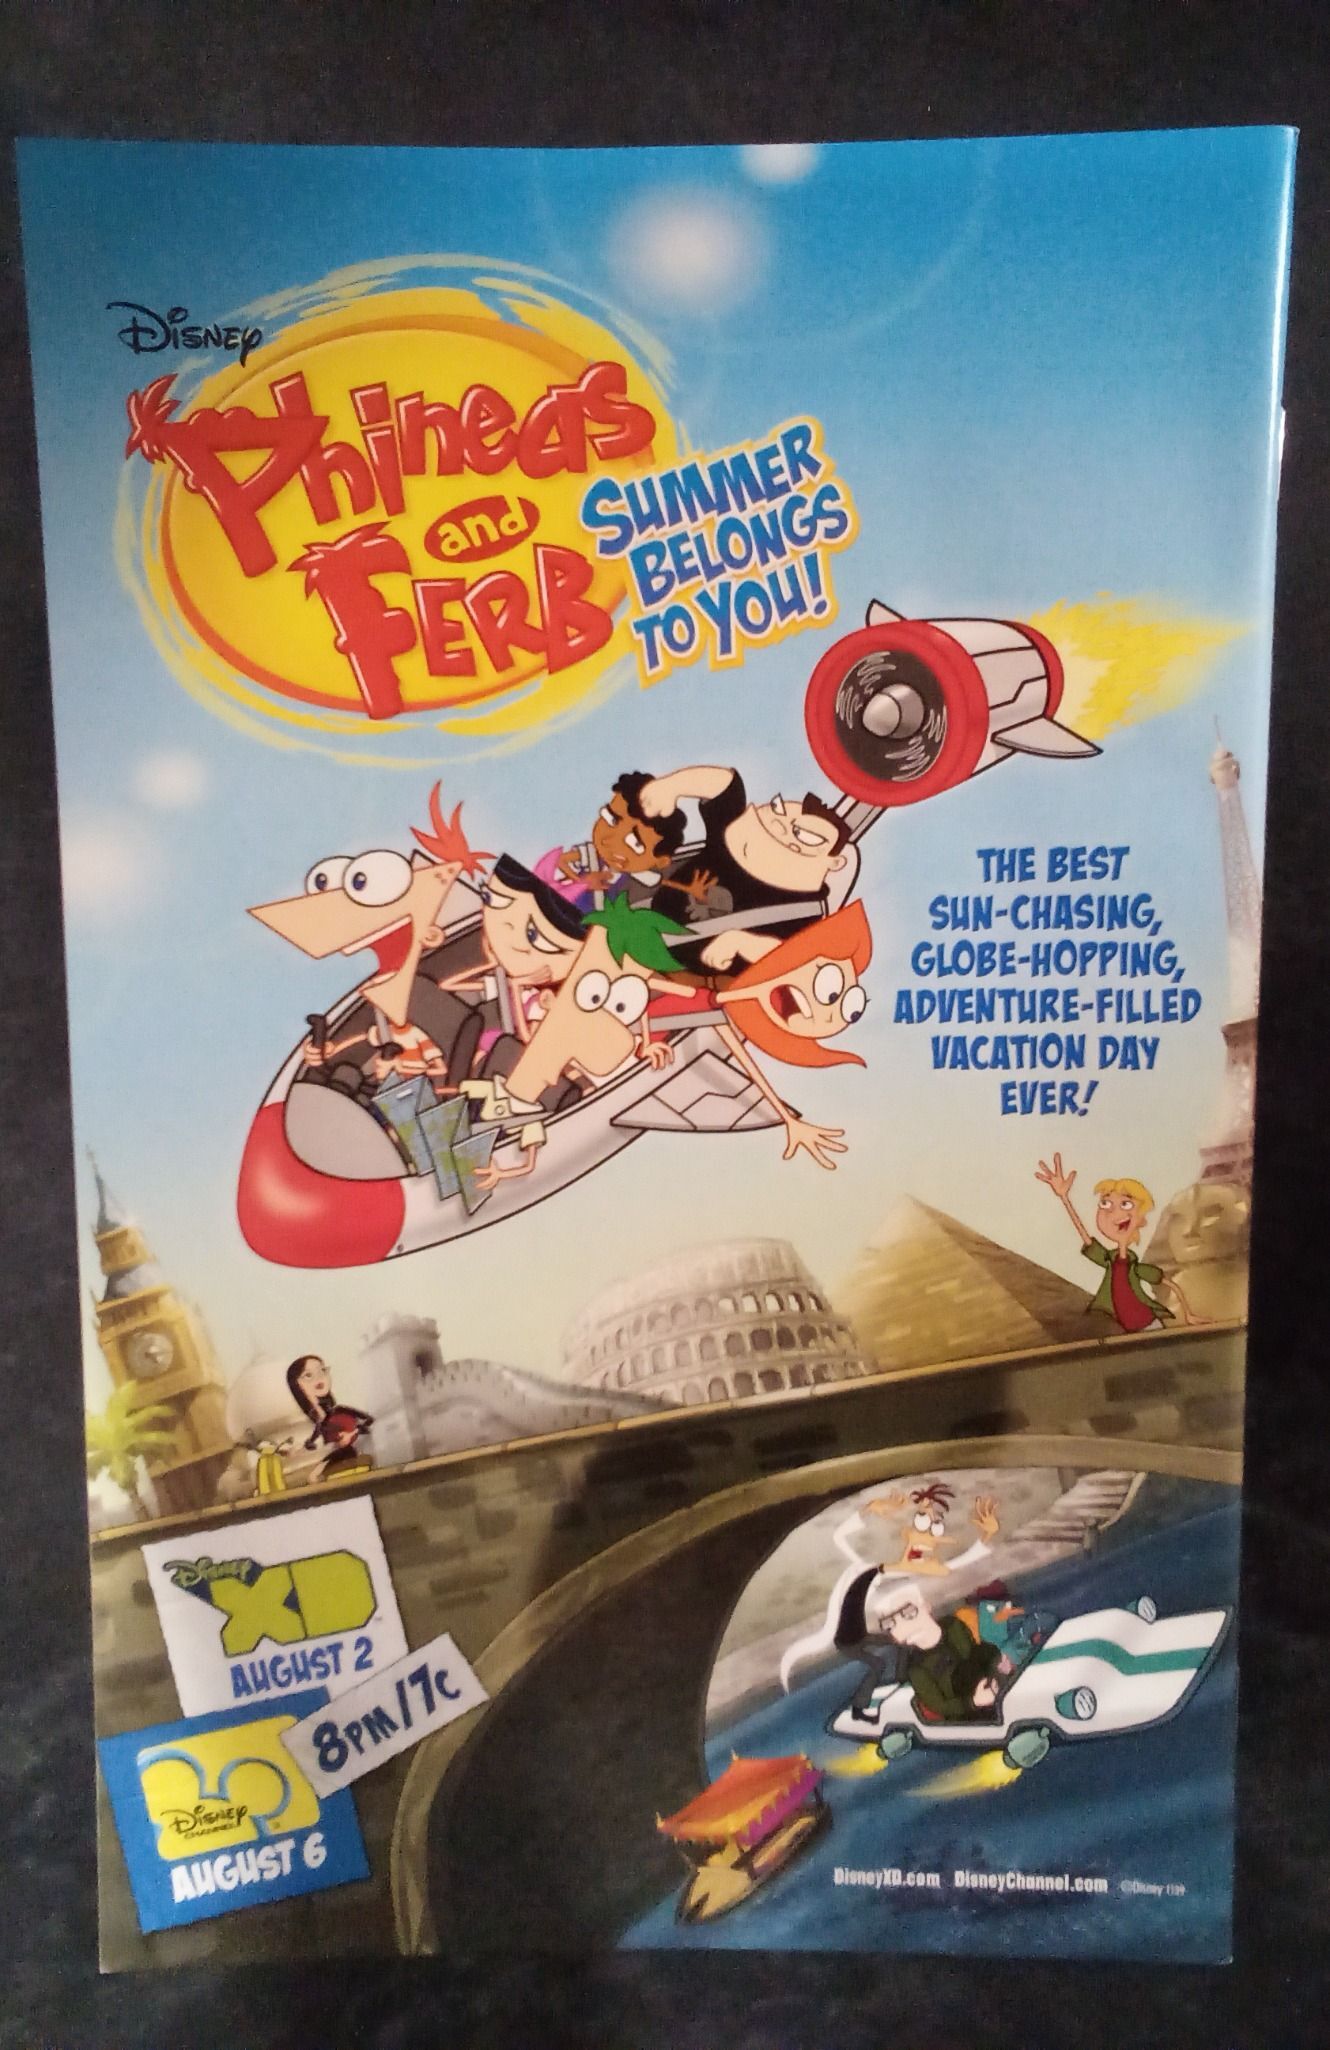 Disney
Phineas
and
Ferb
SUMMER
BELONGS
TO YOU!
THE BEST
SUN-CHASING,
GLOBE-HOPPING,
ADVENTURE-FILLED
VACATION DAY
EVER!
Disney
XD
AUGUST 2
8PM/7C
Disney
CHANNEL
AUGUST 6
DisneyXD.com DisneyChannel.com ©Disney